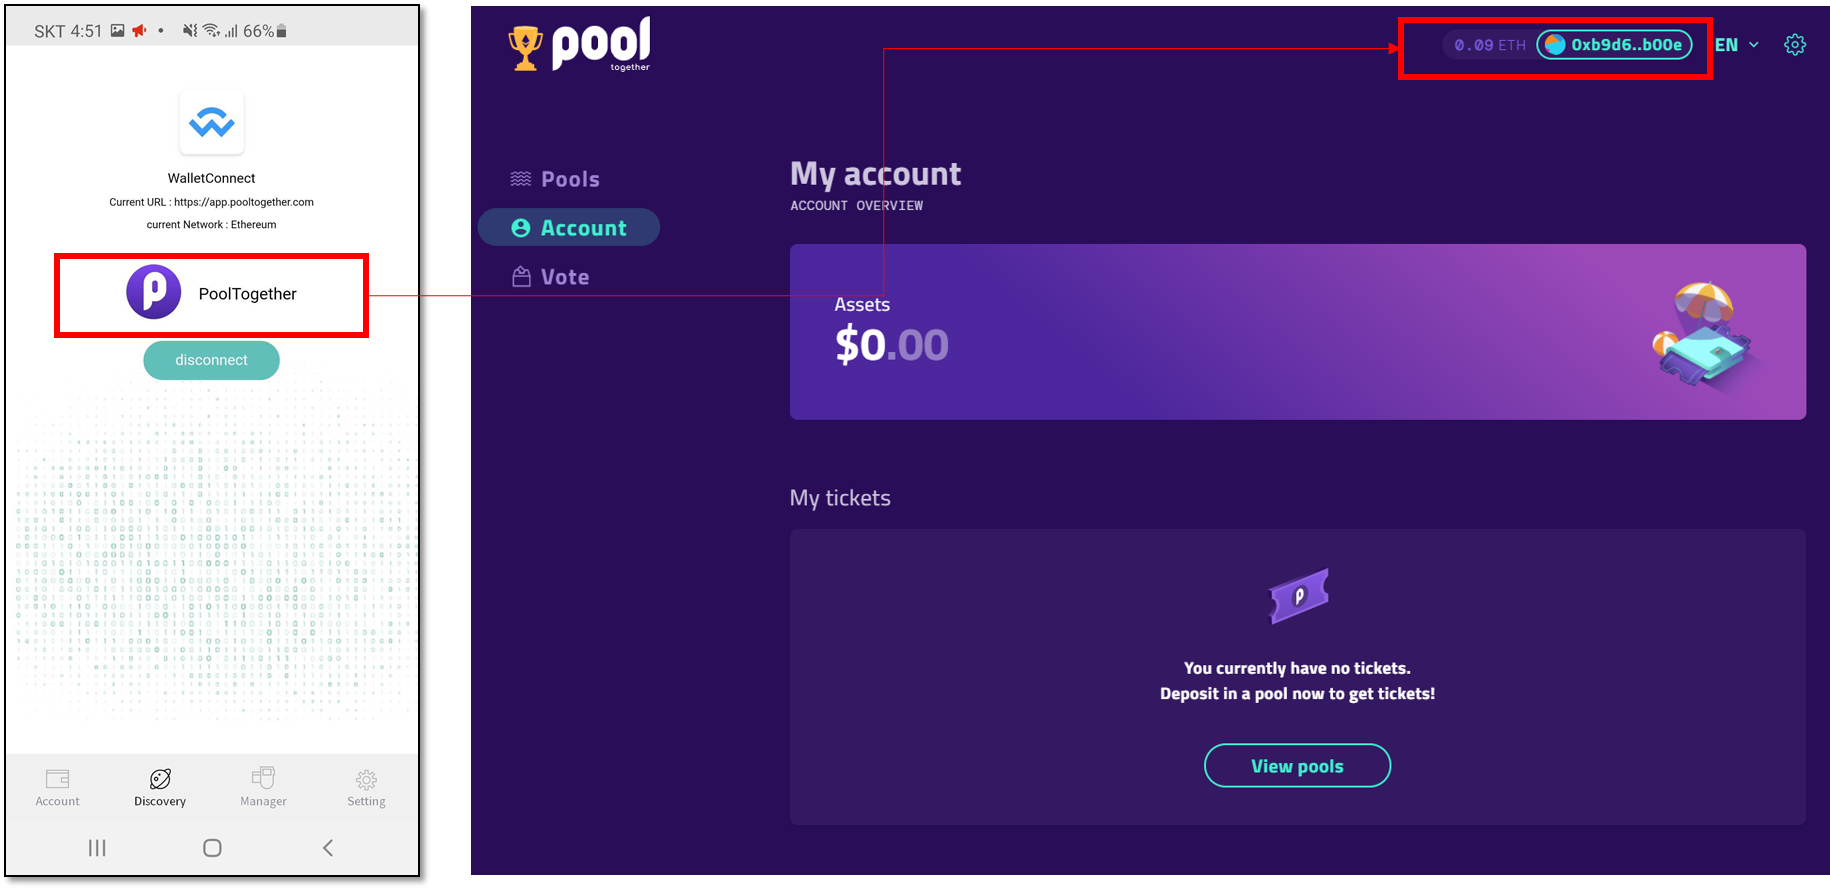 SKT 4:51 66%
WalletConnect
Current URL : https://app.pooltogether.com
current Network : Ethereum
PoolTogether
disconnect
Account
Discovery
Manager
Setting
pool
together
0.09 ETH
0xb9d6..b00e
EN
Pools
Account
Vote
My account
ACCOUNT OVERVIEW
Assets
$0.00
My tickets
You currently have no tickets.
Deposit in a pool now to get tickets!
View pools